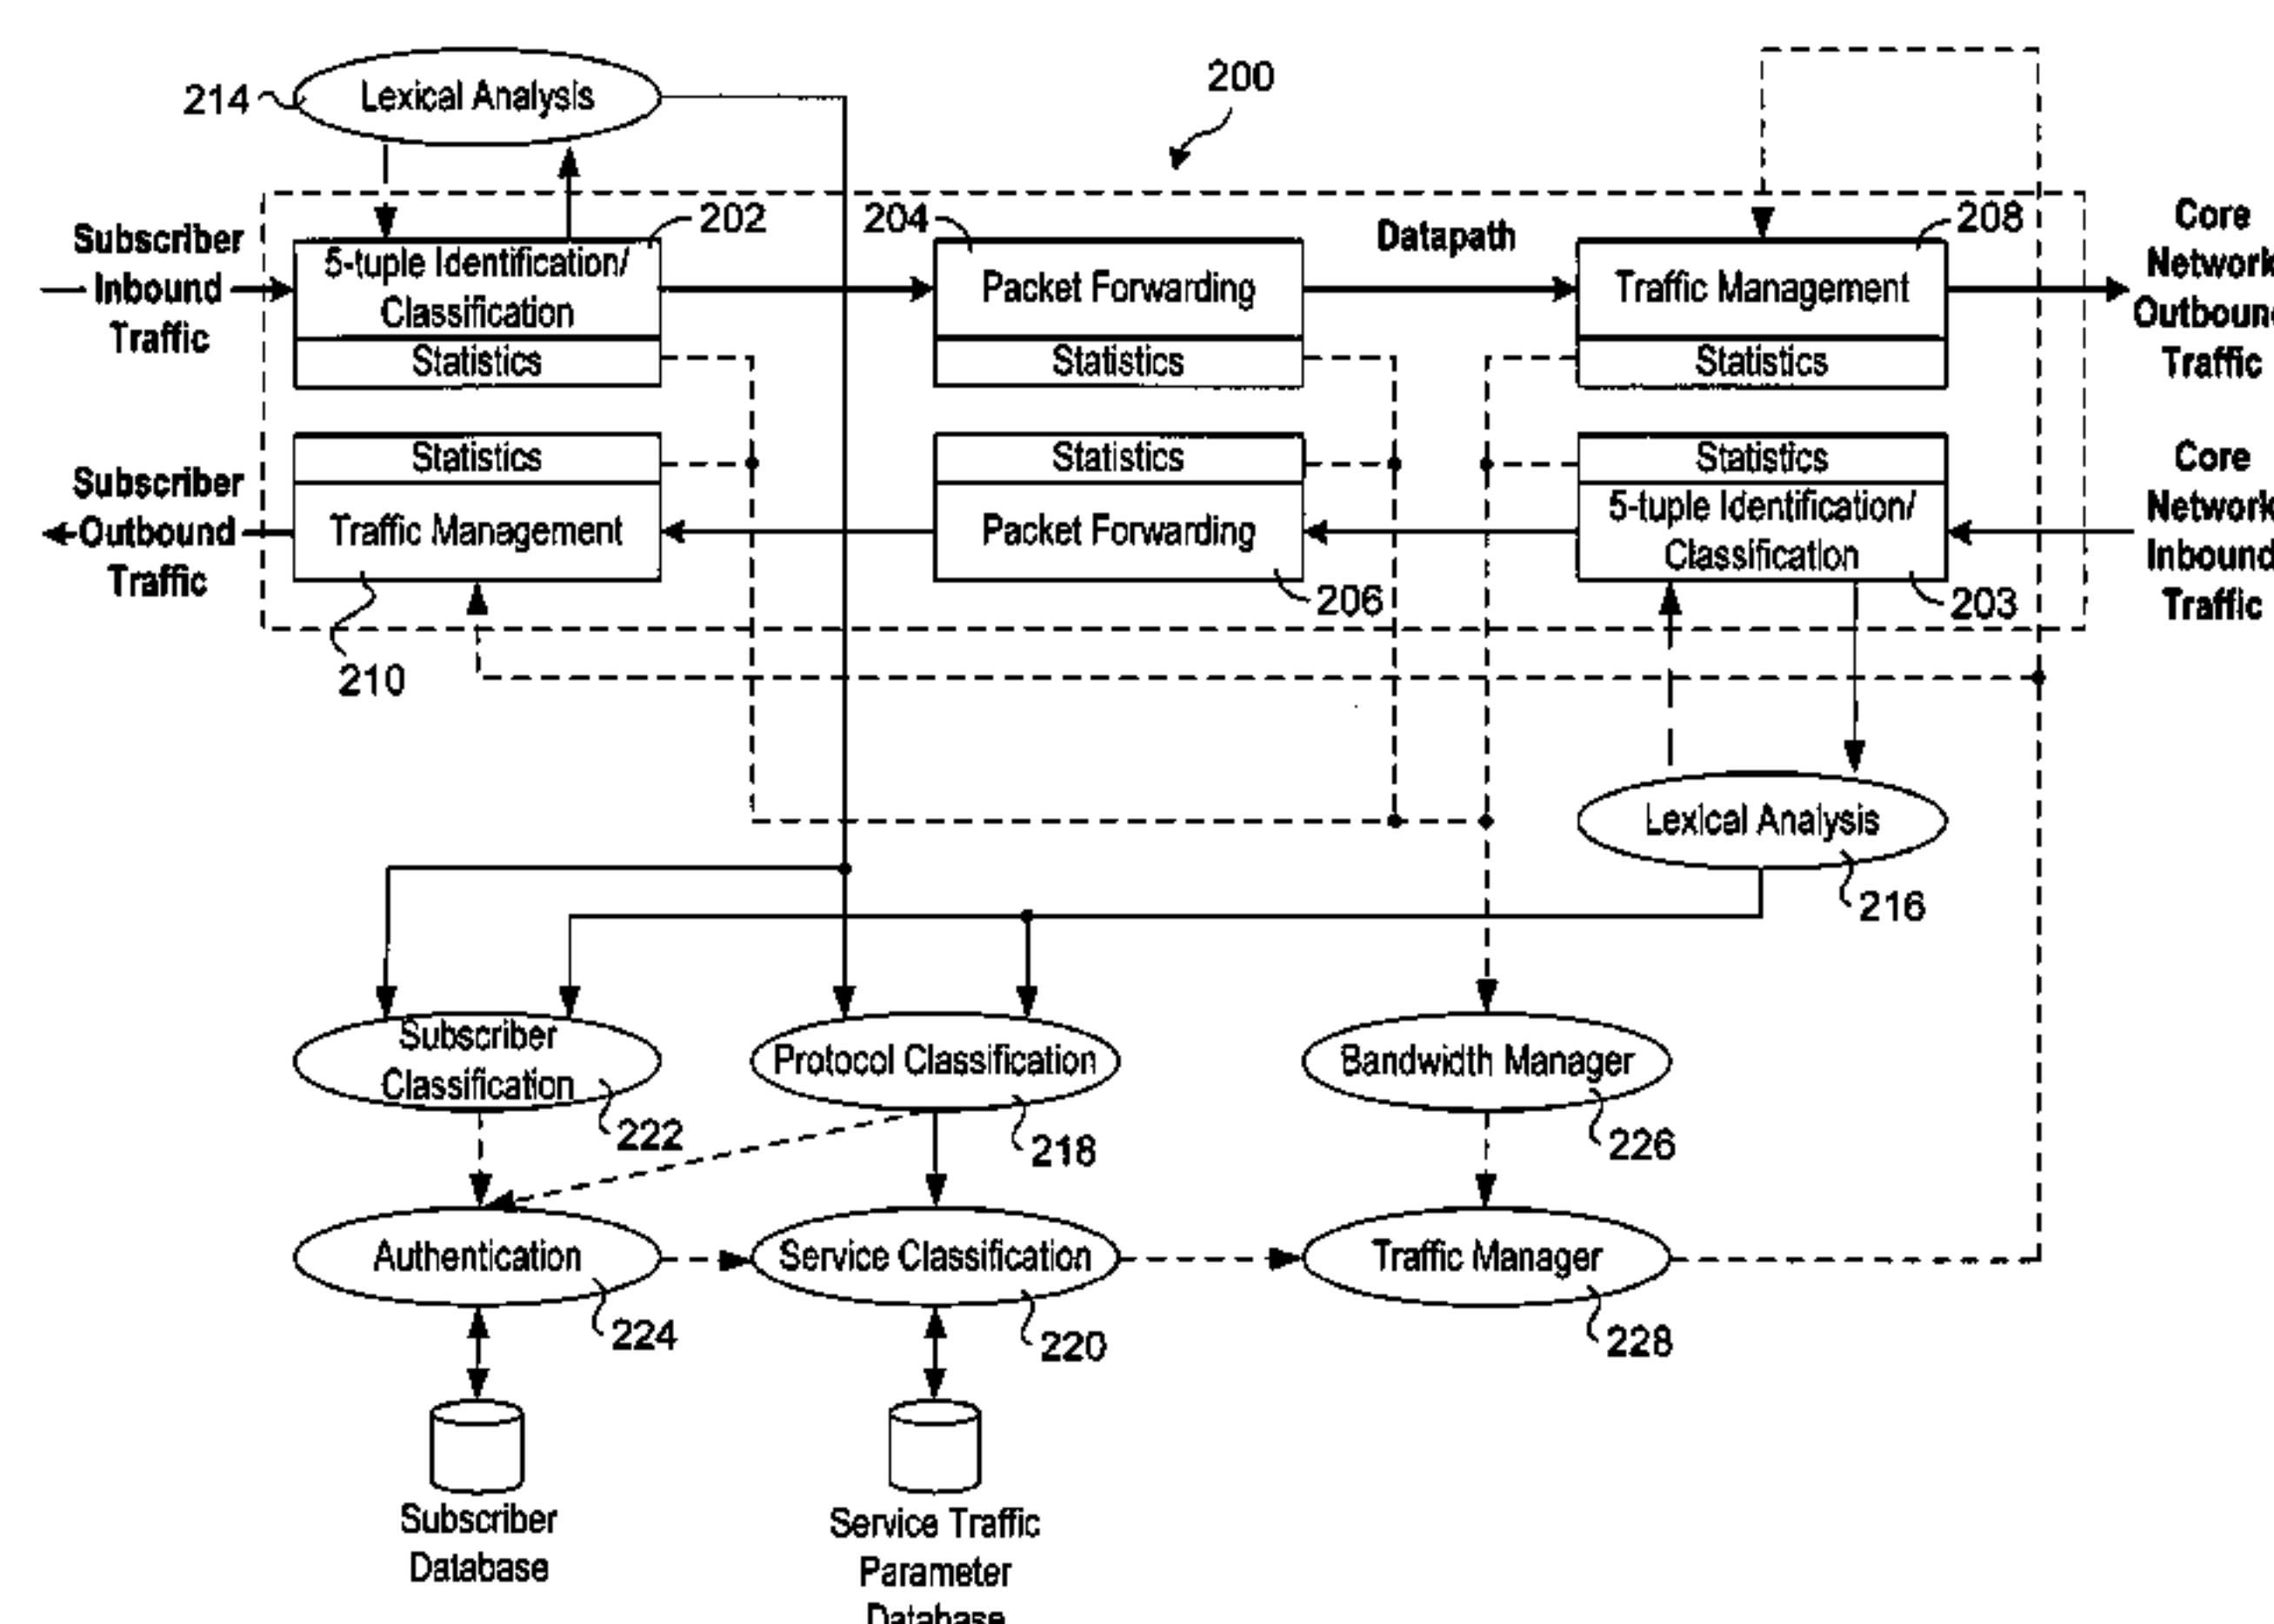 200
214
Lexical Analysis
Subscriber
Inbound
Traffic
202
5-tuple Identification/
Classification
Statistics
204
Packet Forwarding
Statistics
Datapath
208
Traffic Management
Statistics
Core
Network
Outboun
Traffic
Subscriber
Outbound
Traffic
Statistics
Traffic Management
210
Statistics
Packet Forwarding
206
Statistics
5-tuple Identification/
Classification
203
Core
Network
Inbound
Traffic
Lexical Analysis
216
Subscriber
Classification
222
Protocol Classification
218
Bandwidth Manager
226
Authentication
224
Service Classification
220
Traffic Manager
228
Subscriber
Database
Service Traffic
Parameter
Database